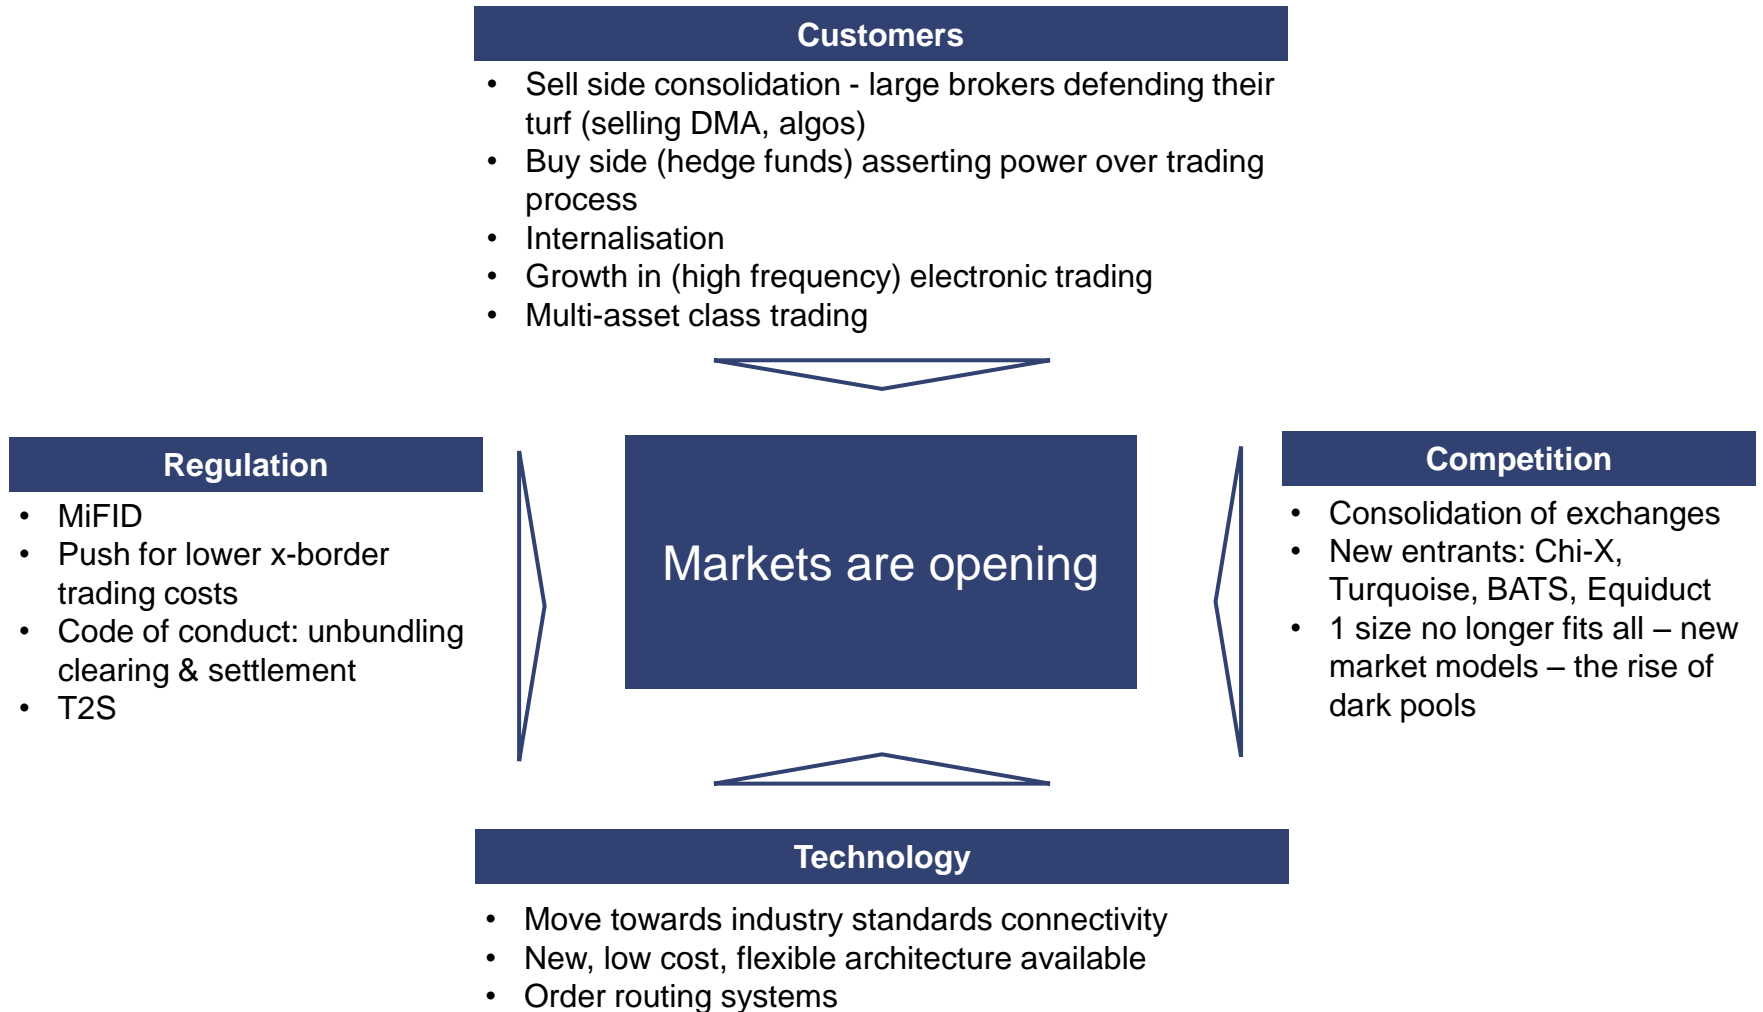 Customers
• Sell side consolidation - large brokers defending their
turf (selling DMA, algos)
• Buy side (hedge funds) asserting power over trading
process
• Internalisation
• Growth in (high frequency) electronic trading
• Multi-asset class trading
Regulation
• MiFID
• Push for lower x-border
trading costs
• Code of conduct: unbundling
clearing & settlement
• T2S
Markets are opening
Competition
• Consolidation of exchanges
• New entrants: Chi-X,
Turquoise, BATS, Equiduct
• 1 size no longer fits all – new
market models – the rise of
dark pools
Technology
• Move towards industry standards connectivity
• New, low cost, flexible architecture available
• Order routing systems